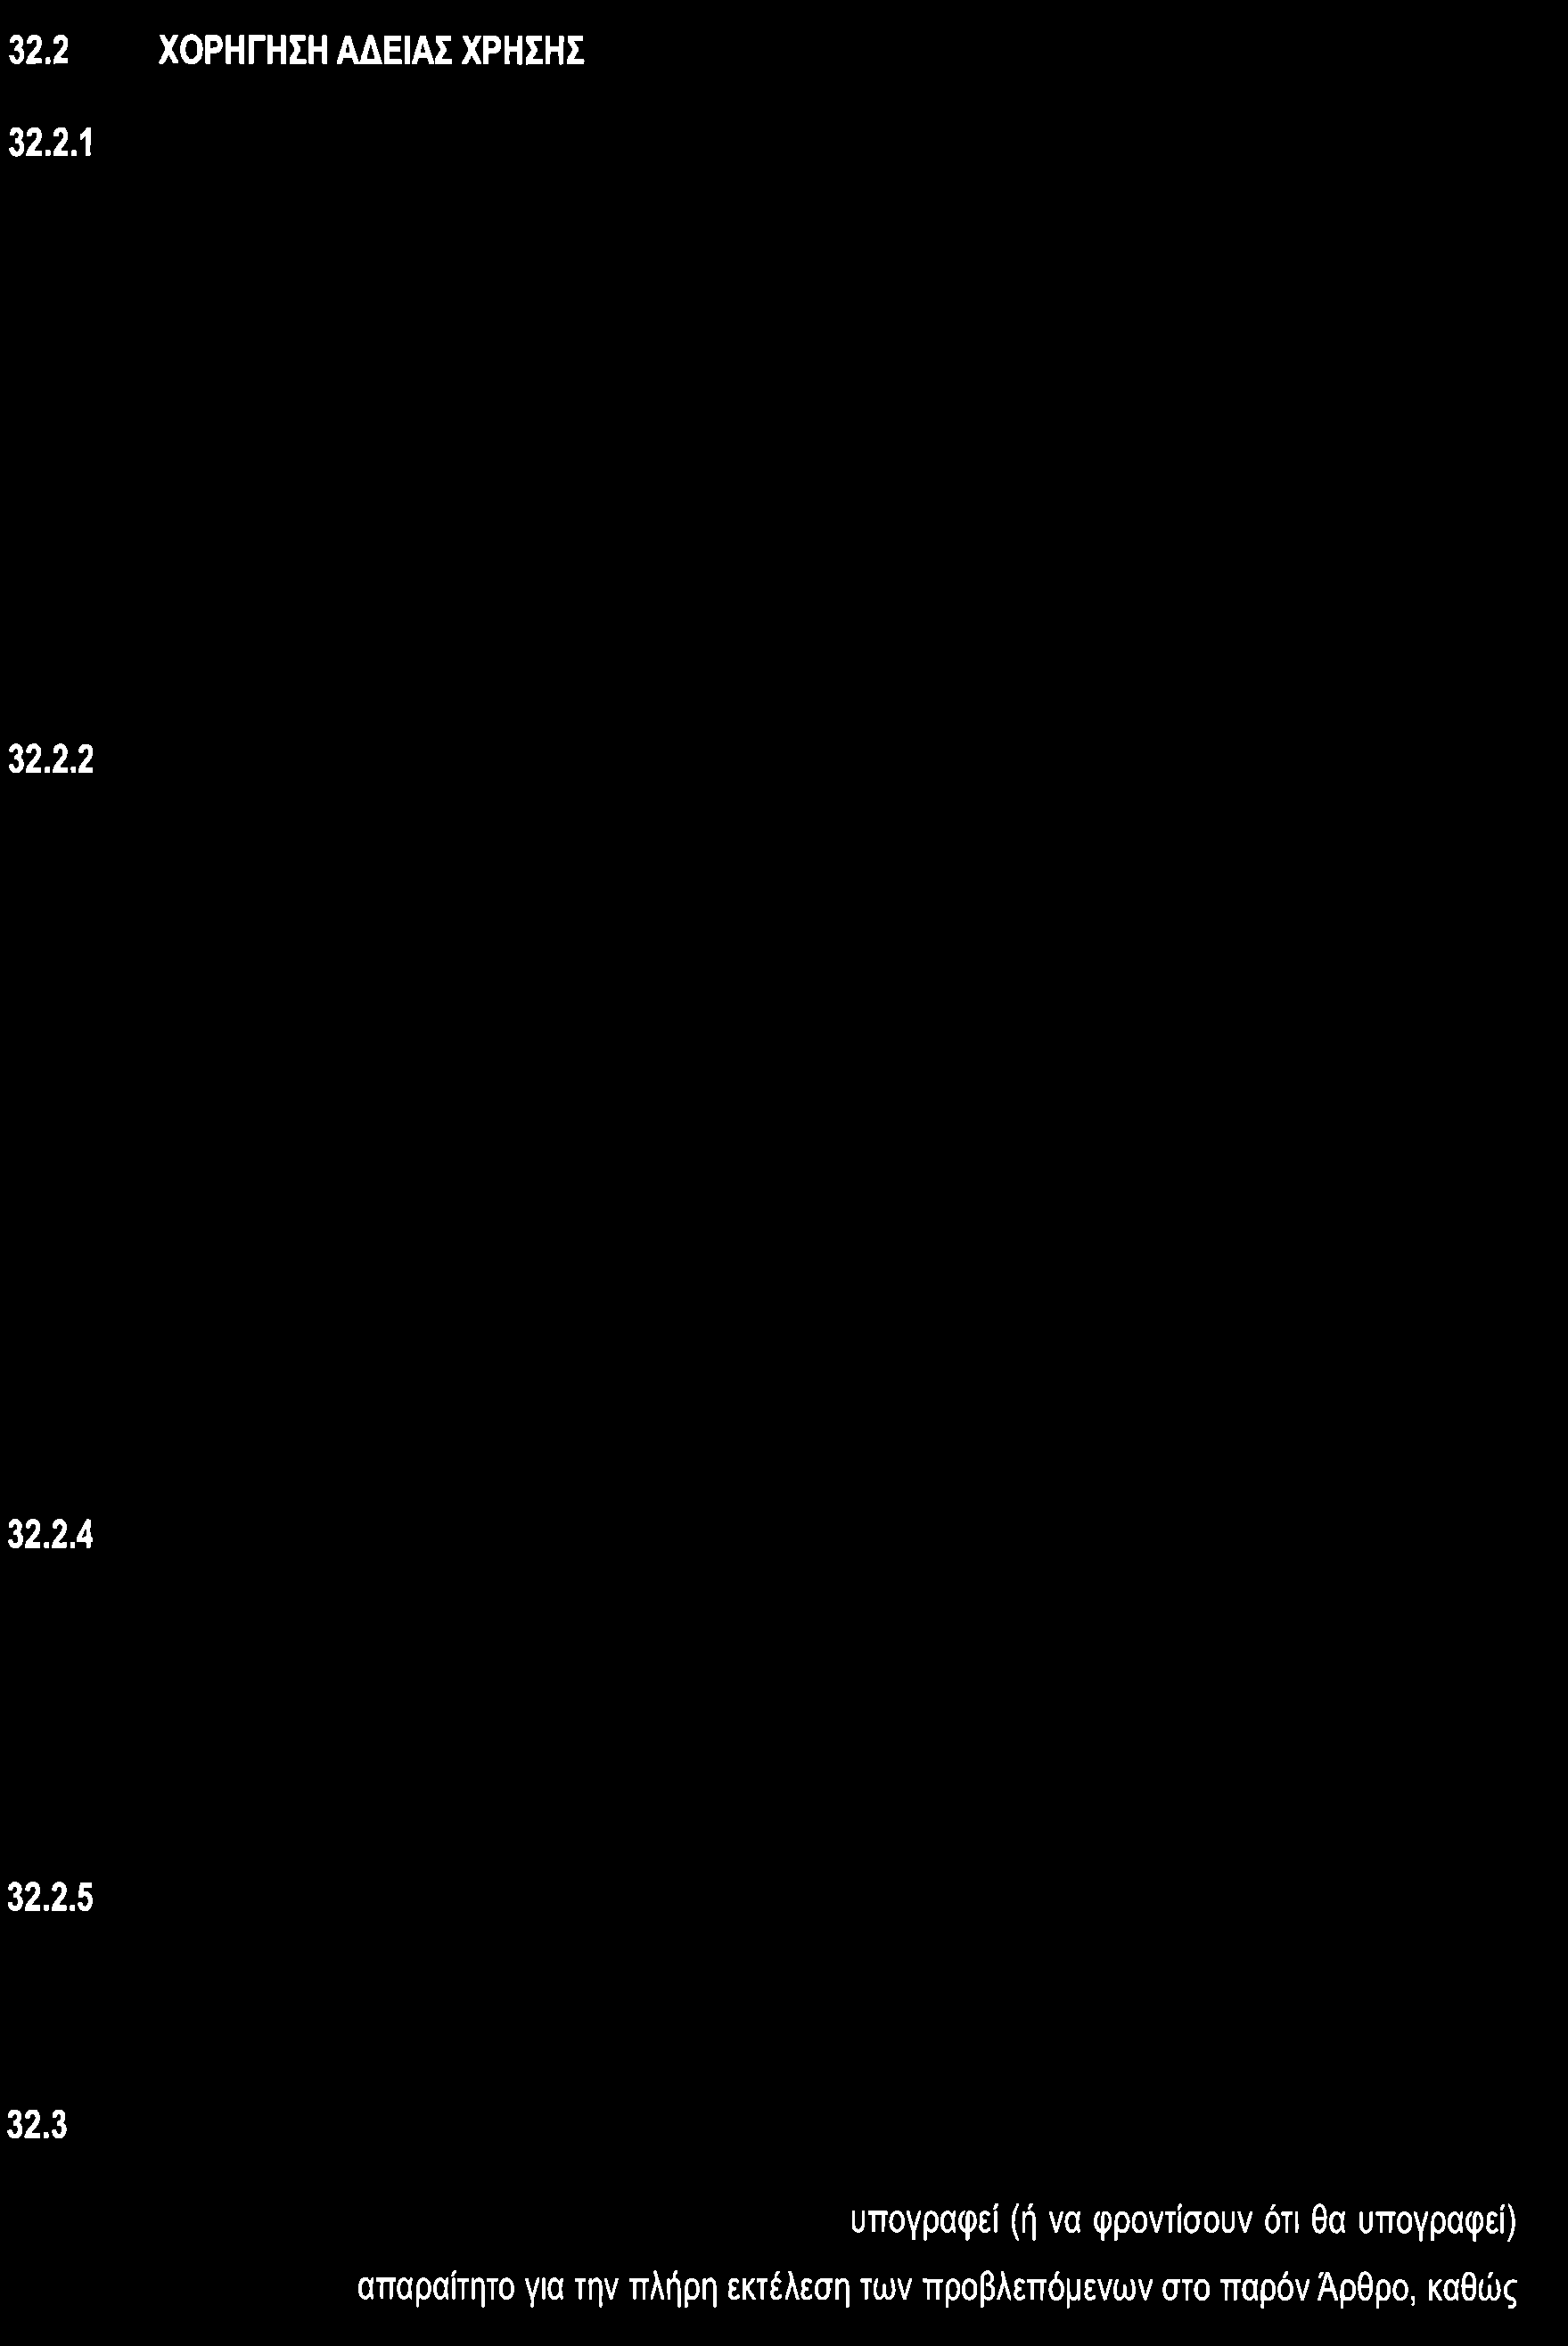 32.2 ΧΟΡΗΓΗΣΗ ΑΔΕΙΑΣ ΧΡΗΣΗΣ
32.2.1
32.2.2
32.2.4
32.2.5
32.3
υπογραφεί (ή να φροντίσουν ότι θα υπογραφεί)
απαραίτητο για την πλήρη εκτέλεση των προβλεπόμενων στο παρόν Άρθρο, καθώς